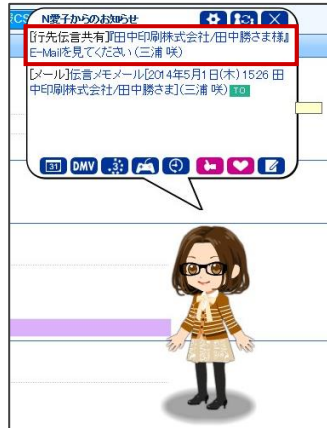 N愛子からのお知らせ
[行先伝言共有]『田中印刷株式会社/田中勝さま様』
E-Mailを見てください(三浦 咲)
[メール]伝言メモメール[2014年5月1日(木) 1526 田
中印刷株式会社/田中勝さま](三浦 咲) TO
31 DMV 3